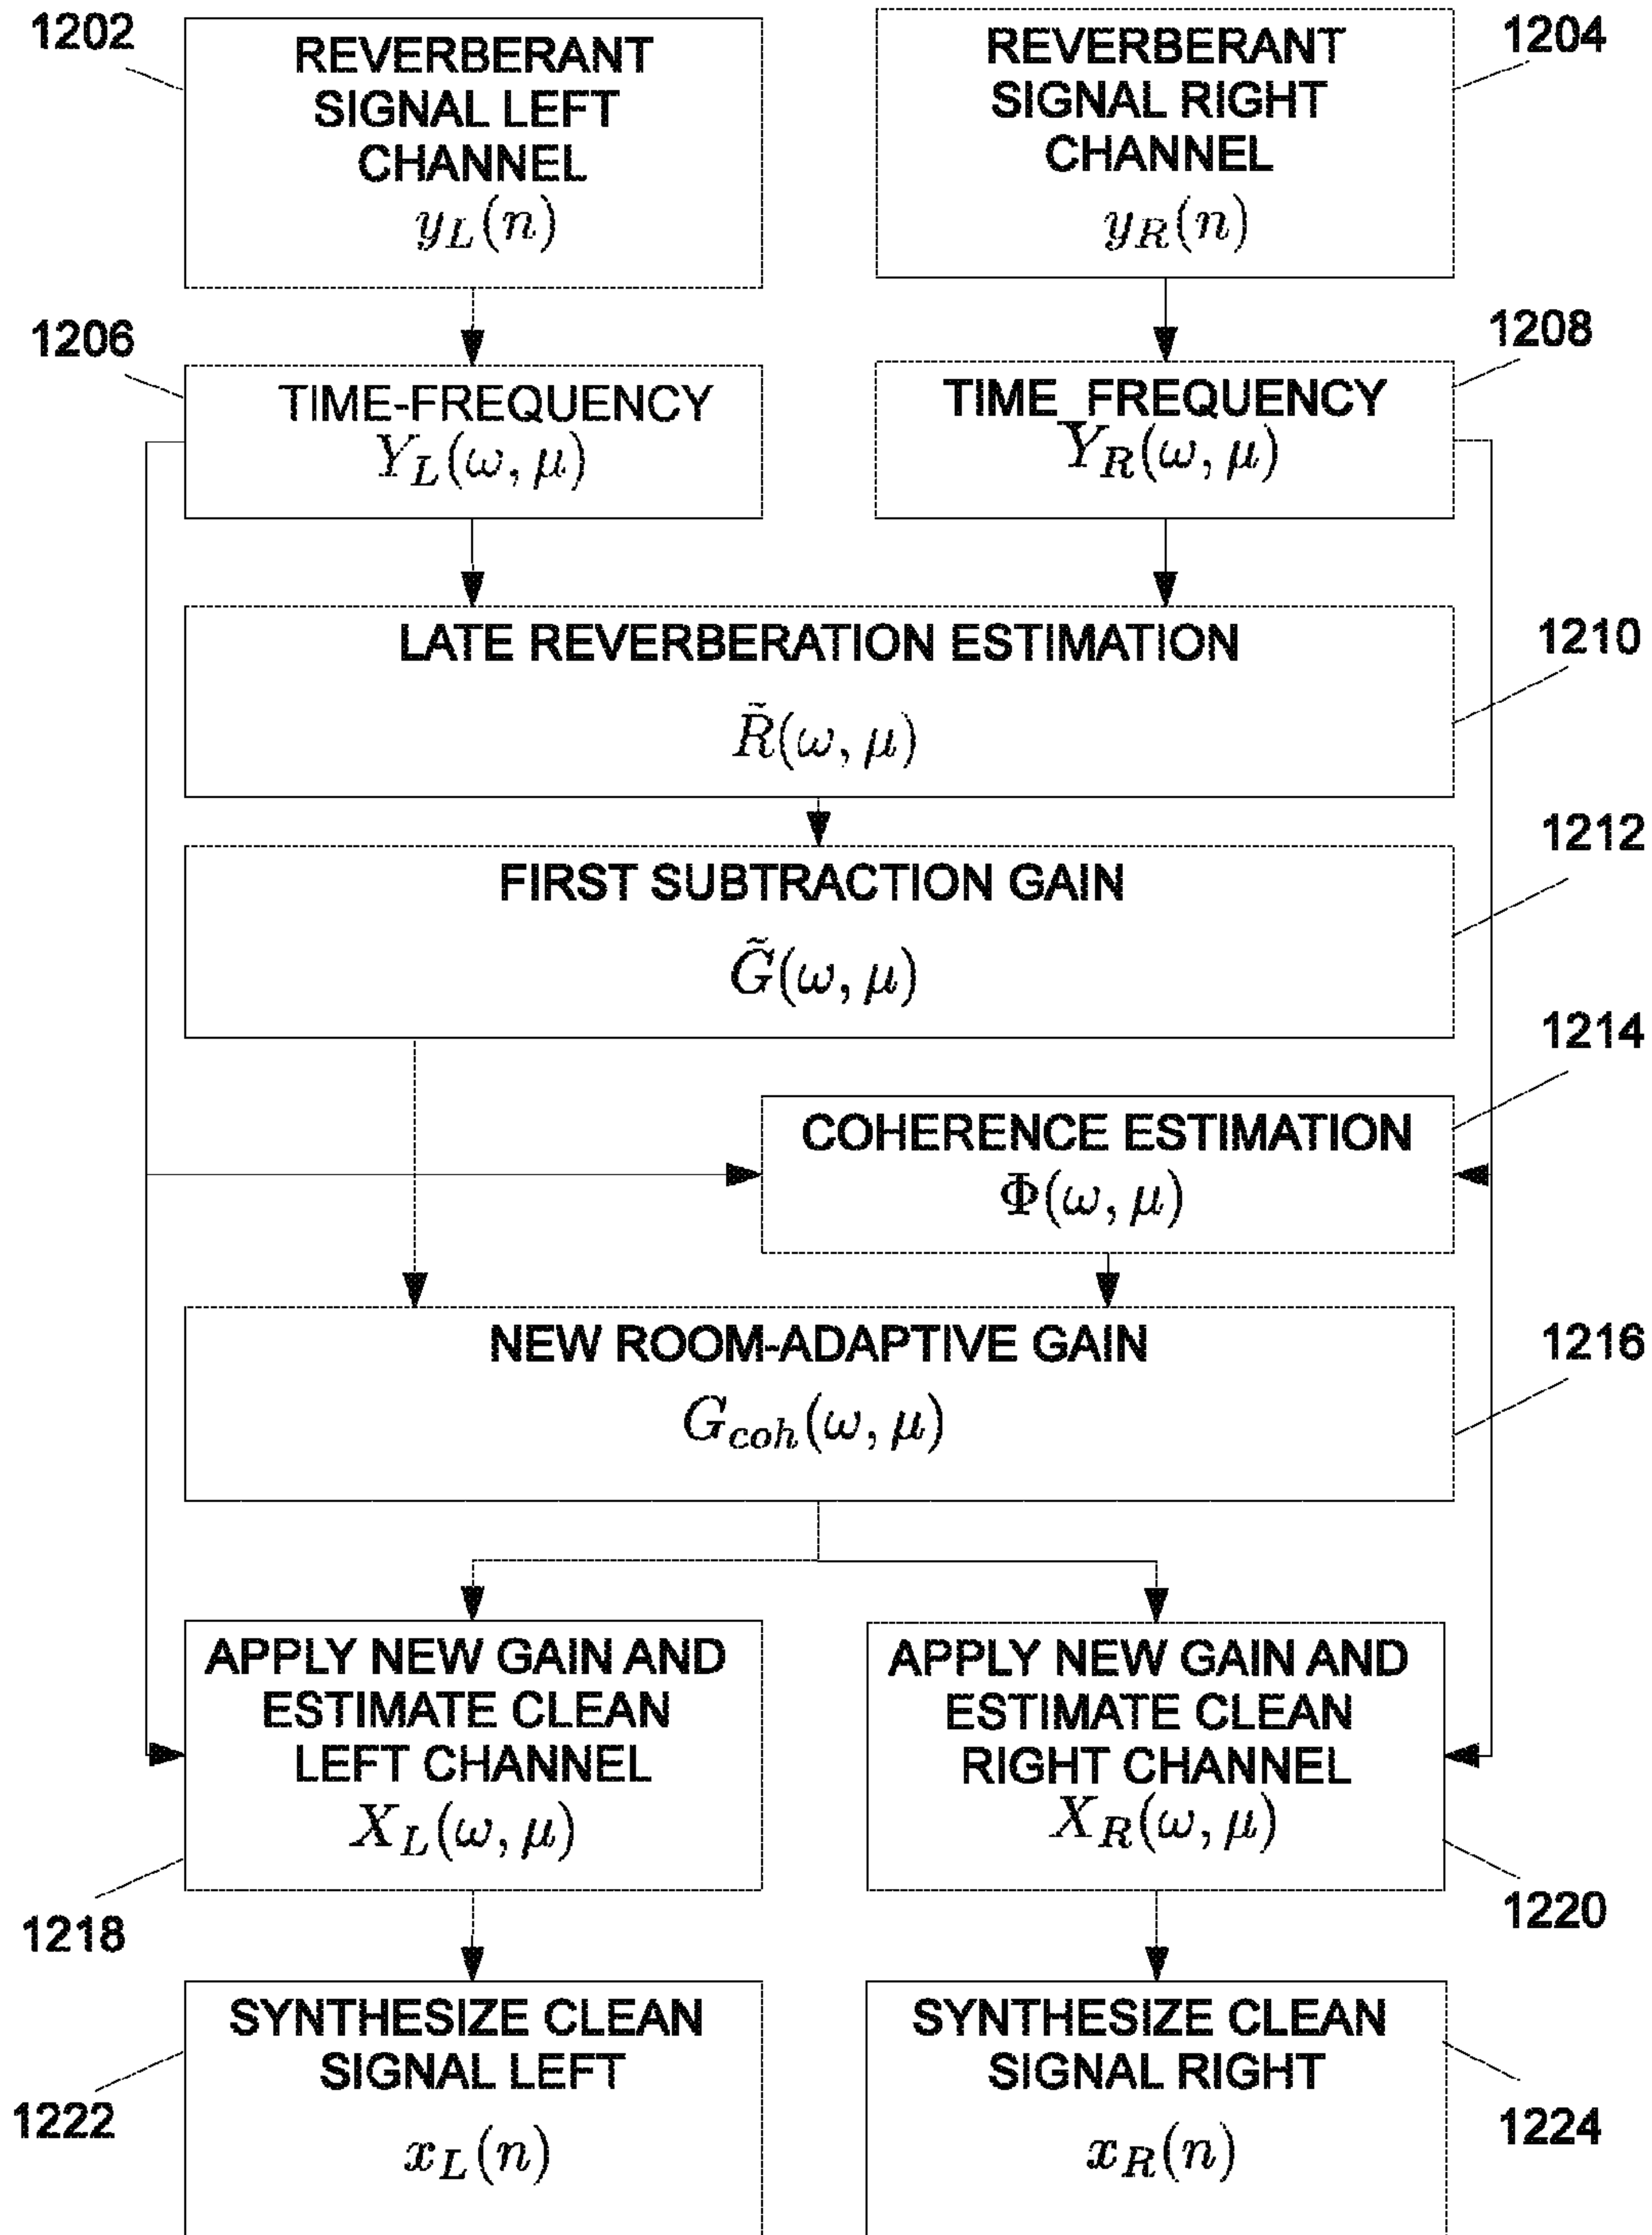 1202
REVERBERANT
SIGNAL LEFT
CHANNEL
y_L(n)
REVERBERANT
SIGNAL RIGHT
CHANNEL
y_R(n)
1204
1206
TIME-FREQUENCY
Y_L(ω, μ)
TIME FREQUENCY
Y_R(ω, μ)
1208
LATE REVERBERATION ESTIMATION
R̃(ω, μ)
1210
FIRST SUBTRACTION GAIN
G̃(ω, μ)
1212
COHERENCE ESTIMATION
Φ(ω, μ)
1214
NEW ROOM-ADAPTIVE GAIN
G_coh(ω, μ)
1216
APPLY NEW GAIN AND
ESTIMATE CLEAN
LEFT CHANNEL
X_L(ω, μ)
1218
APPLY NEW GAIN AND
ESTIMATE CLEAN
RIGHT CHANNEL
X_R(ω, μ)
1220
SYNTHESIZE CLEAN
SIGNAL LEFT
x_L(n)
1222
SYNTHESIZE CLEAN
SIGNAL RIGHT
x_R(n)
1224